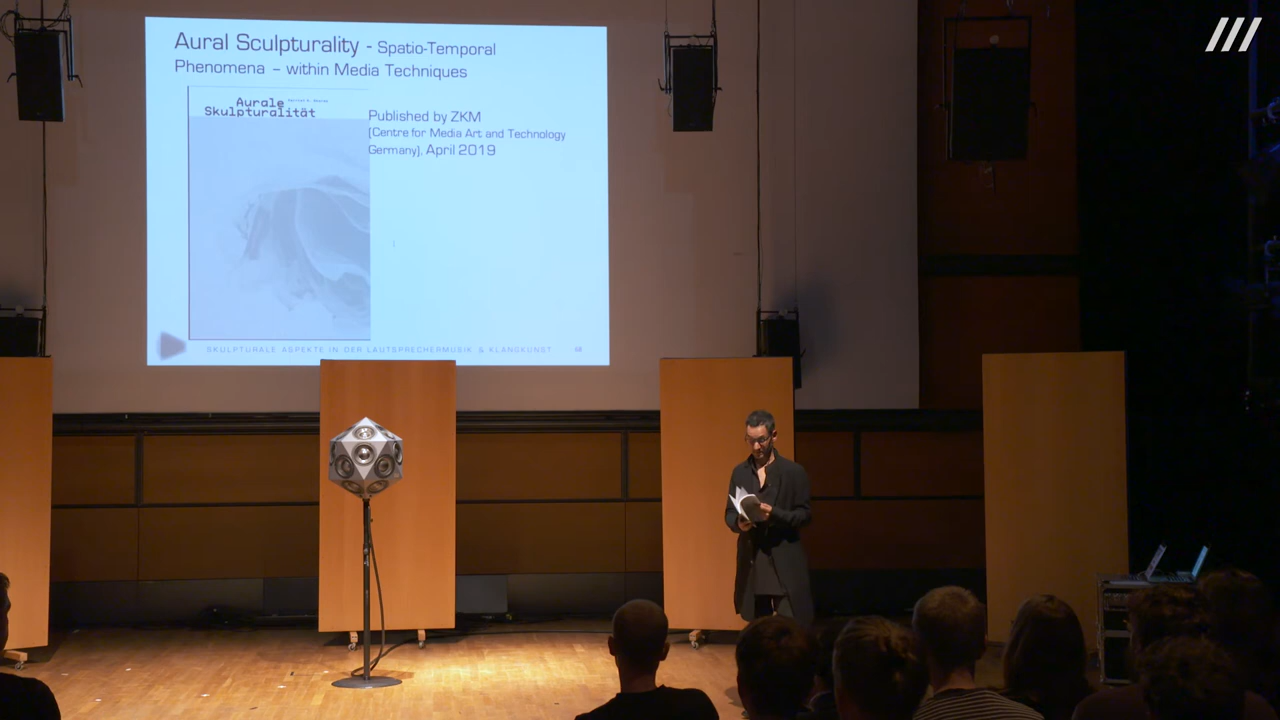 Aural Sculpturality - Spatio-Temporal
Phenomena – within Media Techniques
Aurale
Skulpturalität
Published by ZKM
(Centre for Media Art and Technology
Germany), April 2019
SKULPTURALE ASPEKTE IN DER LAUTSPRECHERMUSIK & KLANGKUNST